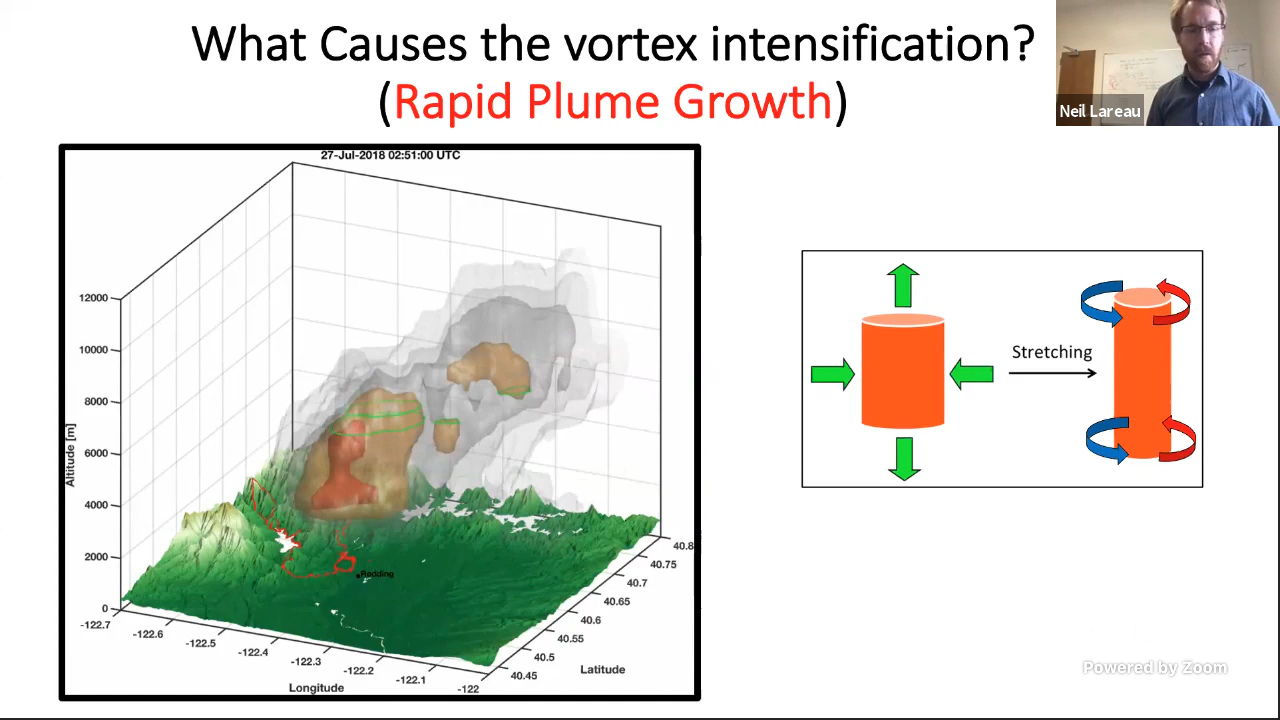 What Causes the vortex intensification?
(Rapid Plume Growth)
Neil Lareau
27-Jul-2018 02:51:00 UTC
12000
10000
8000
6000
4000
2000
0
Altitude [m]
-122.7
-122.6
-122.5
-122.4
-122.3
-122.2
-122.1
-122
Longitude
40.45
40.5
40.55
40.6
40.65
40.7
40.75
40.8
Latitude
Redding
Stretching
Powered by Zoom